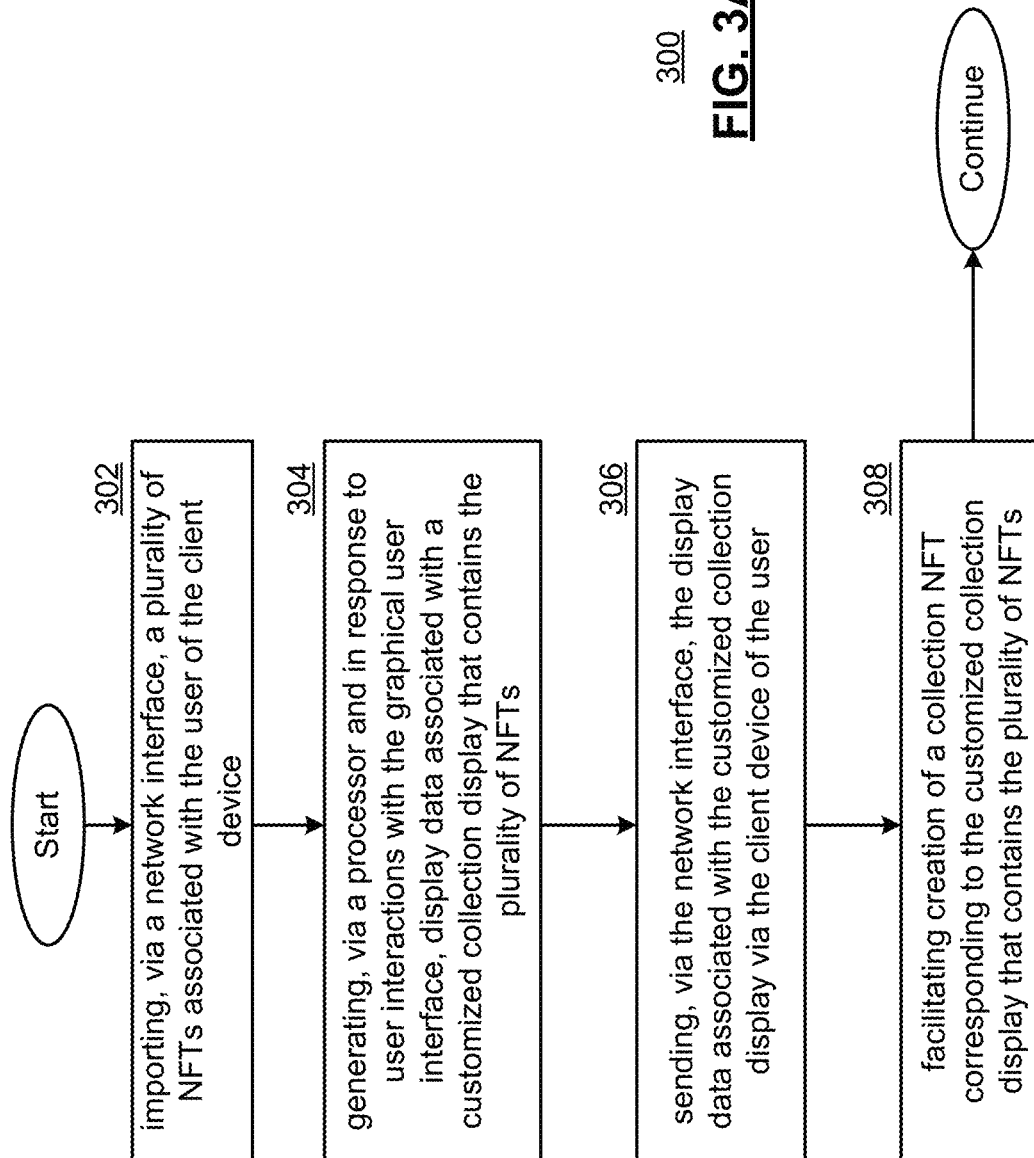 Start
302
importing, via a network interface, a plurality of
NFTs associated with the user of the client
device
304
generating, via a processor and in response to
user interactions with the graphical user
interface, display data associated with a
customized collection display that contains the
plurality of NFTs
306
sending, via the network interface, the display
data associated with the customized collection
display via the client device of the user
308
facilitating creation of a collection NFT
corresponding to the customized collection
display that contains the plurality of NFTs
Continue
300
FIG. 3A